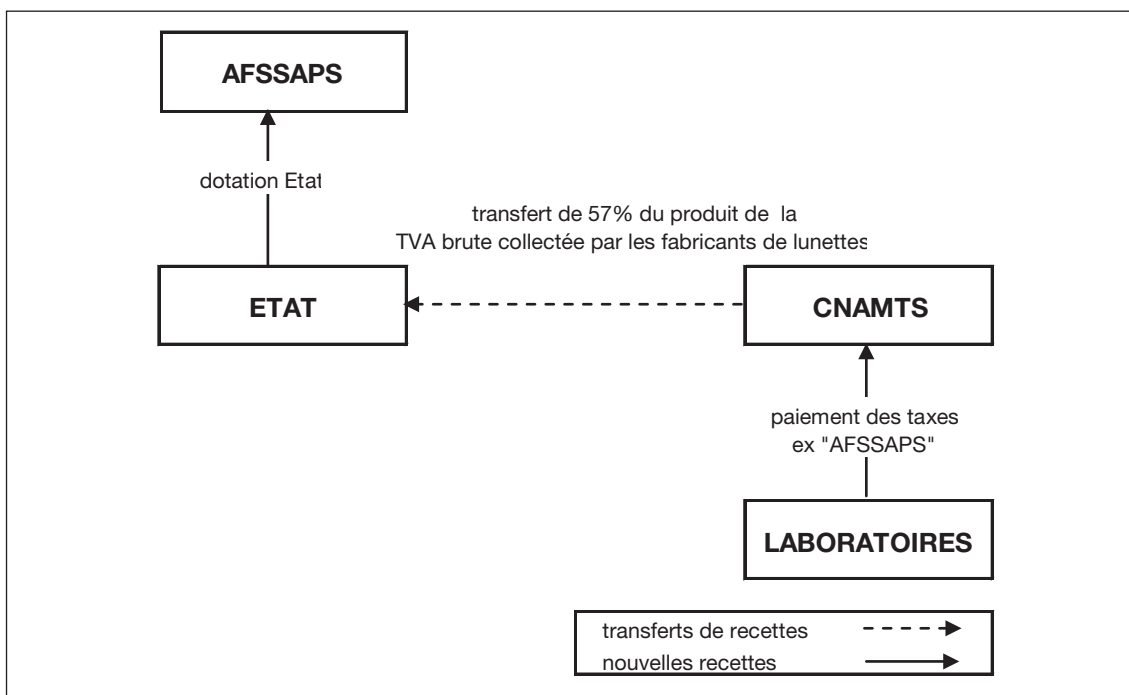 AFSSAPS
dotation Etat
transfert de 57% du produit de la
TVA brute collectée par les fabricants de lunettes
ETAT
CNAMTS
paiement des taxes
ex "AFSSAPS"
LABORATOIRES
transferts de recettes
nouvelles recettes